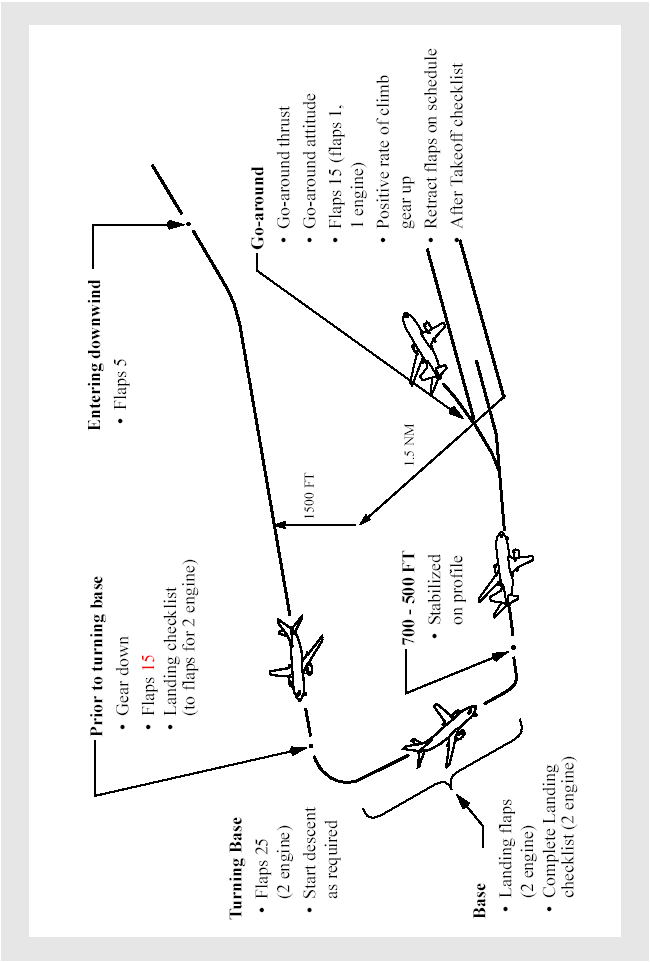 Entering downwind
• Flaps 5
Prior to turning base
• Gear down
• Flaps 15
• Landing checklist
(to flaps for 2 engine)
Turning Base
• Flaps 25
(2 engine)
• Start descent
as required
Base
• Landing flaps
(2 engine)
• Complete Landing
checklist (2 engine)
700 - 500 FT
• Stabilized
on profile
1500 FT
1.5 NM
Go-around
• Go-around thrust
• Go-around attitude
• Flaps 15 (flaps 1,
1 engine)
• Positive rate of climb
gear up
• Retract flaps on schedule
• After Takeoff checklist